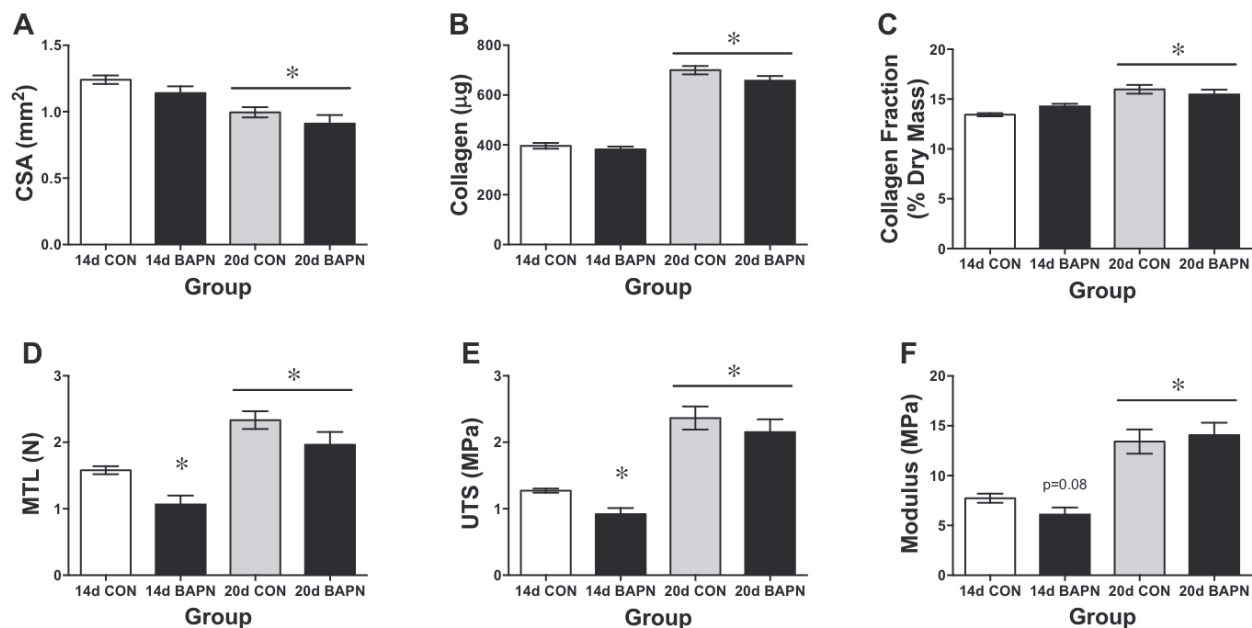 A
CSA (mm²)
1.5
1.0
0.5
0.0
*
14d CON 14d BAPN 20d CON 20d BAPN
Group
B
Collagen (µg)
800
600
400
200
0
*
14d CON 14d BAPN 20d CON 20d BAPN
Group
C
Collagen Fraction
(% Dry Mass)
20
15
10
5
0
*
14d CON 14d BAPN 20d CON 20d BAPN
Group
D
MTL (N)
3
2
1
0
*
*
14d CON 14d BAPN 20d CON 20d BAPN
Group
E
UTS (MPa)
3
2
1
0
*
*
14d CON 14d BAPN 20d CON 20d BAPN
Group
F
Modulus (MPa)
20
15
10
5
0
*
p=0.08
14d CON 14d BAPN 20d CON 20d BAPN
Group